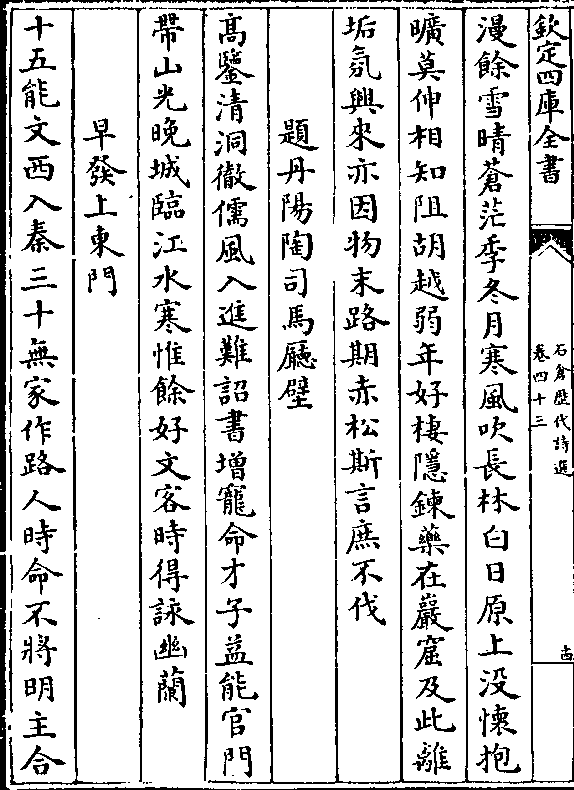 欽定四庫全書
石倉歴代詩選
卷四十三
十四
漫餘雪晴蒼茫季冬月寒風吹長林白日原上没懷抱
曠莫伸相知阻胡越弱年好棲隱鍊藥在巖窟及此離
垢氛興來亦因物末路期赤松斯言庶不伐
題丹陽陶司馬廳壁
髙鑒清洞徹儒風入進難詔書增寵命才子益能官門
帶山光晚城臨江水寒惟餘好文客時得詠幽蘭
早發上東門
十五能文西入秦三十無家作路人時命不將明主合